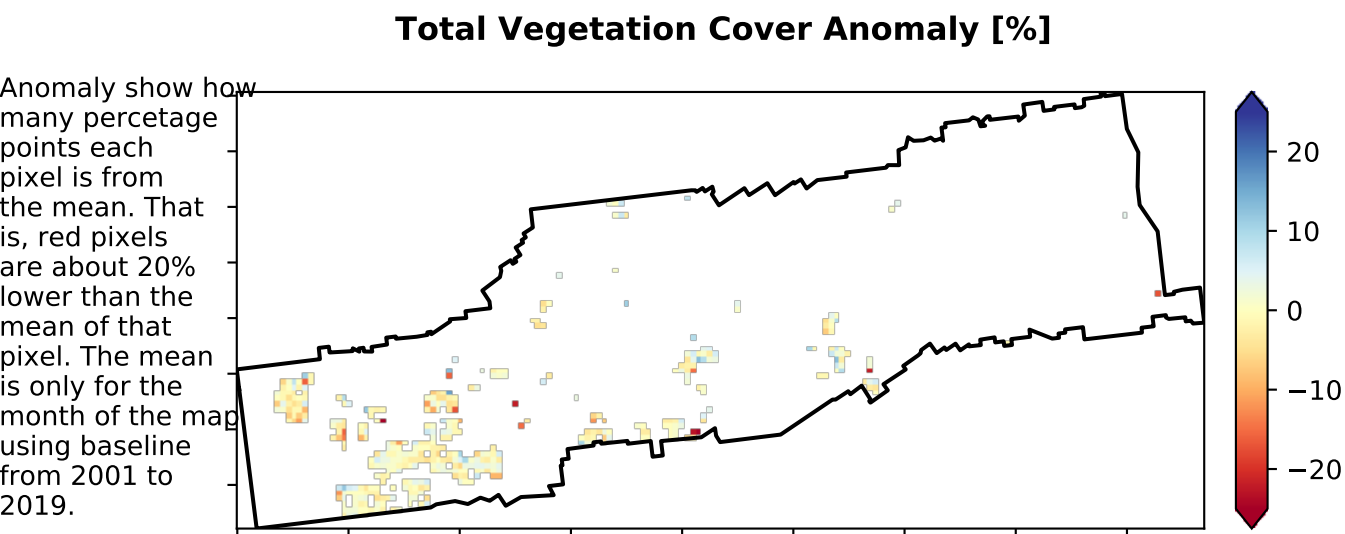 Total Vegetation Cover Anomaly [%]
Anomaly show how
many percetage
points each
pixel is from
the mean. That
is, red pixels
are about 20%
lower than the
mean of that
pixel. The mean
is only for the
month of the map
using baseline
from 2001 to
2019.
20
10
0
−10
−20